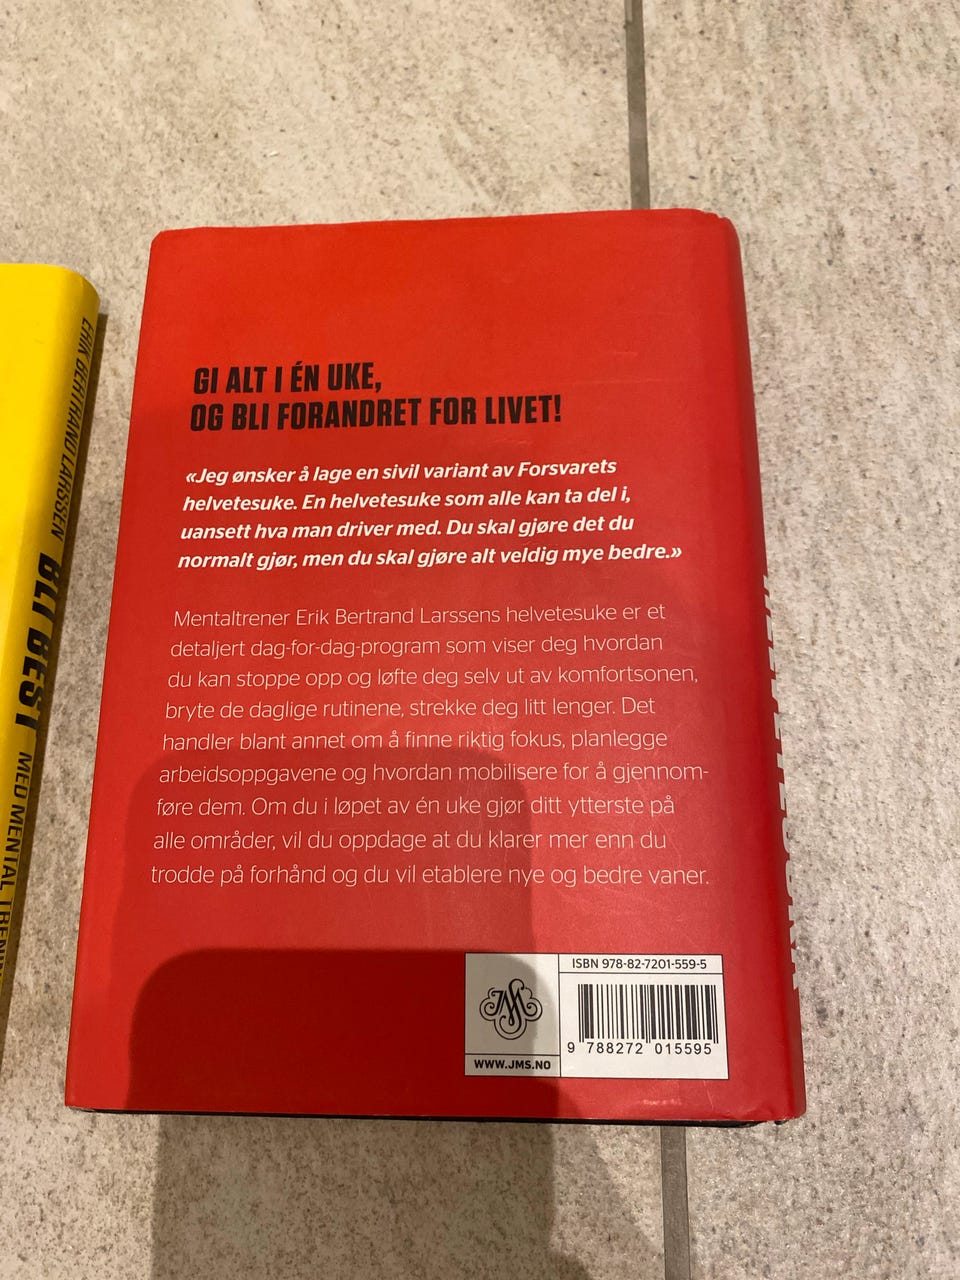 ERIK BERTRAND LARSSEN BLI BEST MED MENTAL
GI ALT I ÉN UKE,
OG BLI FORANDRET FOR LIVET!
«Jeg ønsker å lage en sivil variant av Forsvarets
helvetesuke. En helvetesuke som alle kan ta del i,
uansett hva man driver med. Du skal gjøre det du
normalt gjør, men du skal gjøre alt veldig mye bedre.»
Mentaltrener Erik Bertrand Larssens helvetesuke er et
detaljert dag-for-dag-program som viser deg hvordan
du kan stoppe opp og løfte deg selv ut av komfortsonen,
bryte de daglige rutinene, strekke deg litt lenger. Det
handler blant annet om å finne riktig fokus, planlegge
arbeidsoppgavene og hvordan mobilisere for å gjennom-
føre dem. Om du i løpet av én uke gjør ditt ytterste på
alle områder, vil du oppdage at du klarer mer enn du
trodde på forhånd og du vil etablere nye og bedre vaner.
ISBN 978-82-7201-559-5
JMS
9 788272 015595
WWW.JMS.NO